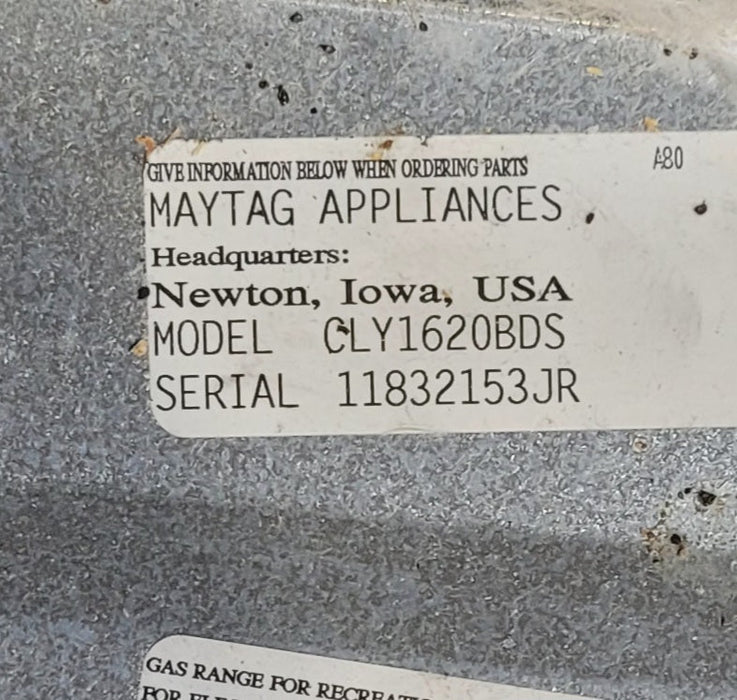 GIVE INFORMATION BELOW WHEN ORDERING PARTS A80
MAYTAG APPLIANCES
Headquarters:
Newton, Iowa, USA
MODEL CLY1620BDS
SERIAL 11832153JR
GAS RANGE FOR
FOR